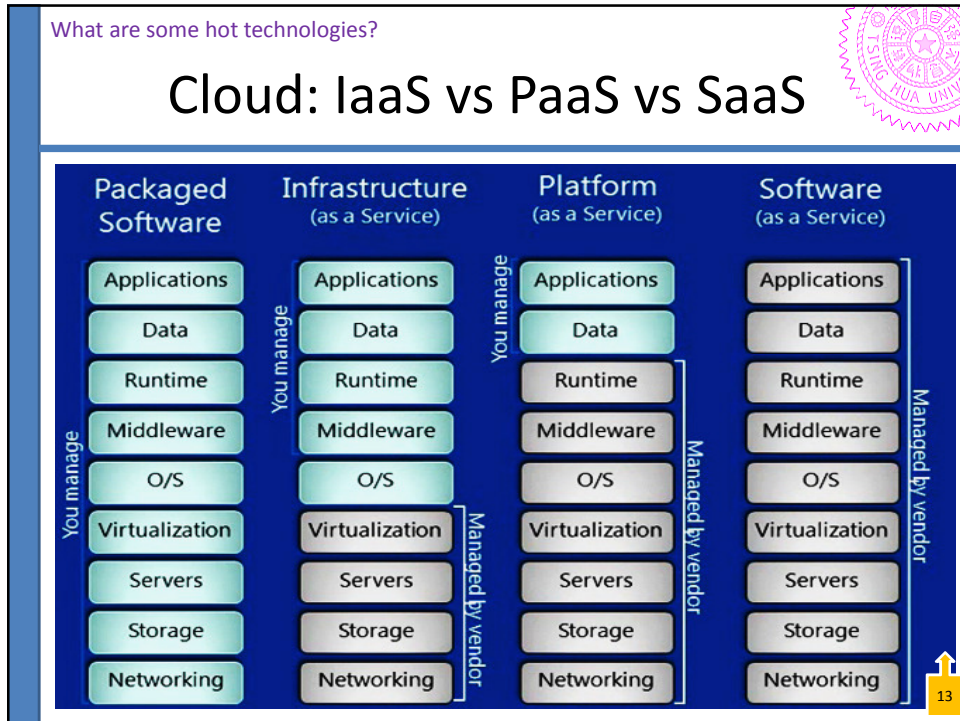 What are some hot technologies?
TSING HUA UNIV
Cloud: IaaS vs PaaS vs SaaS
Packaged
Software
You manage
Applications
Data
Runtime
Middleware
O/S
Virtualization
Servers
Storage
Networking
Infrastructure
(as a Service)
You manage
Applications
Data
Runtime
Middleware
O/S
Virtualization
Servers
Storage
Networking
Managed by vendor
Platform
(as a Service)
You manage
Applications
Data
Runtime
Middleware
O/S
Virtualization
Servers
Storage
Networking
Managed by vendor
Software
(as a Service)
Applications
Data
Runtime
Middleware
O/S
Virtualization
Servers
Storage
Networking
Managed by vendor
13